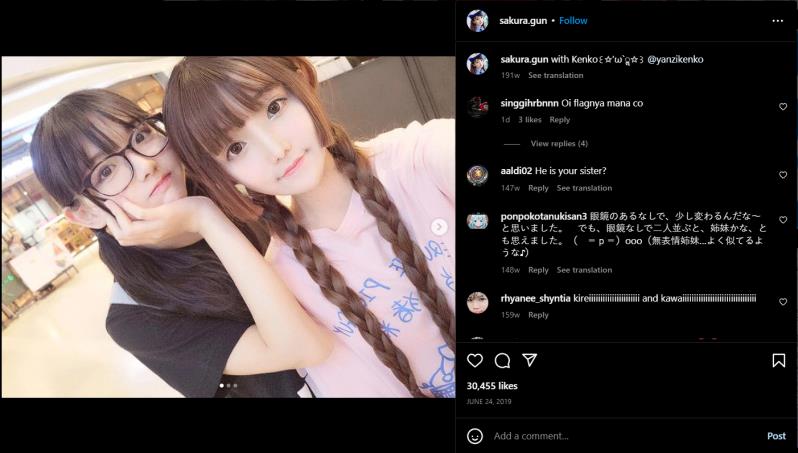 sakura.gun • Follow
sakura.gun with Kenko
@yanzikenko
191w See translation
singgihrbnnn Oi flagnya mana co
1d 3 likes Reply
View replies (4)
aaldi02 He is your sister?
147w Reply See translation
ponpokotanukisan3 眼鏡のあるなしで、少し変わるんだな〜
と思いました。 でも、眼鏡なしで二人並ぶと、姉妹かな、と
も思えました。（ ＝ｐ＝）ooo（無表情姉妹...よく似てるよ
うな♪）
148w Reply See translation
rhyanee_shyntia
and
159w Reply
30,455 likes
JUNE 24, 2019
Add a comment...
Post